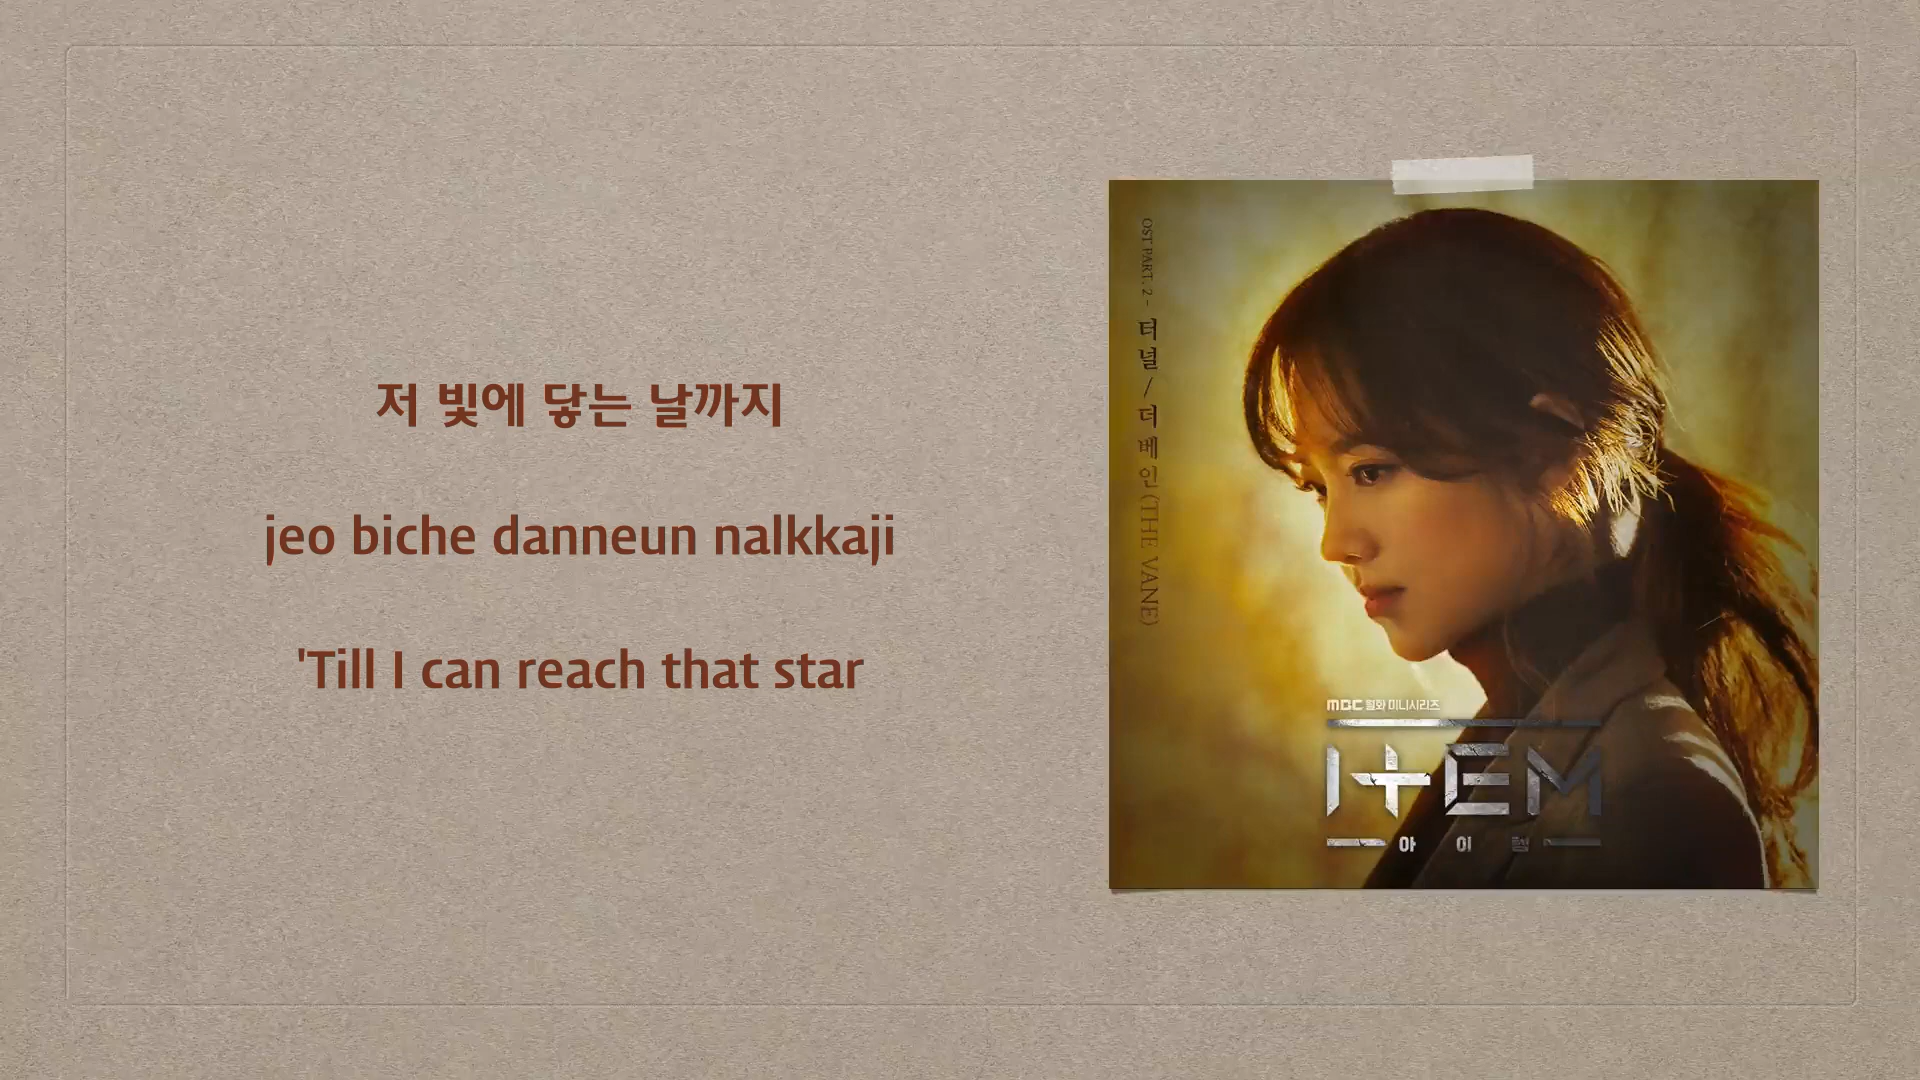 저 빛에 닿는 날까지
jeo biche danneun nalkkaji
'Till I can reach that star
OST PART. 2 - 터널 / 더 베인 (THE VANE)
MBC 월화 미니시리즈
ITEM
아이템